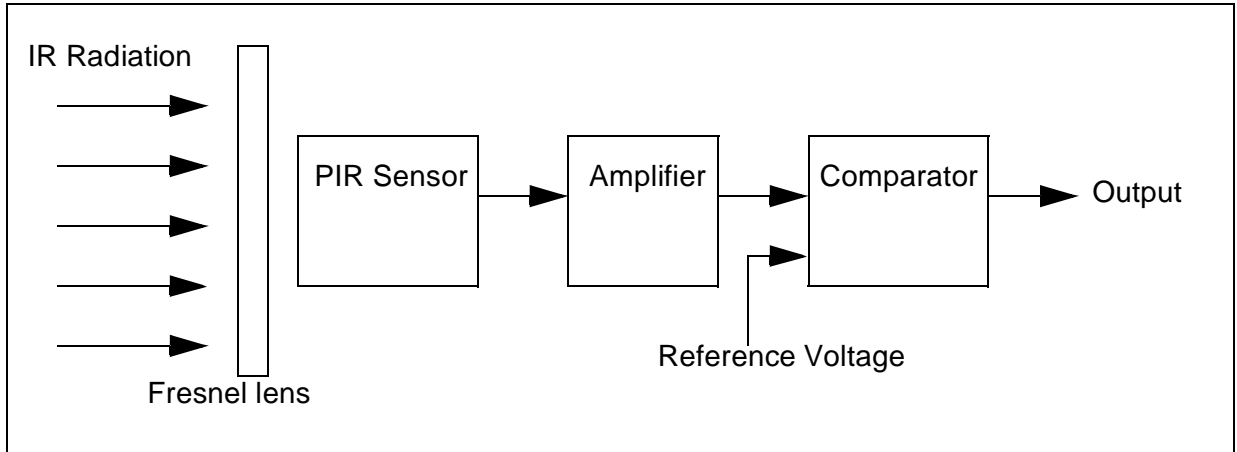 IR Radiation
PIR Sensor
Amplifier
Comparator
Output
Reference Voltage
Fresnel lens